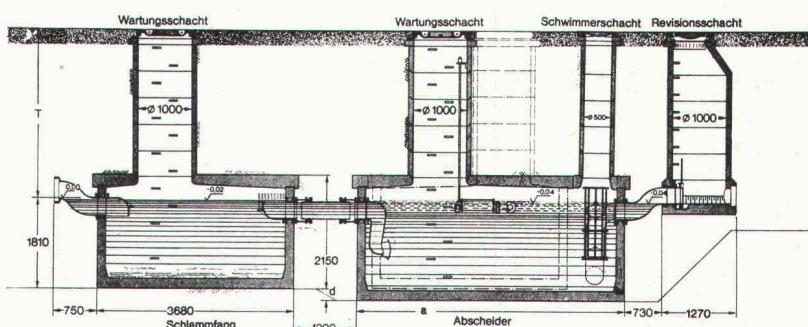 Wartungsschacht Wartungsschacht Schwimmerschacht Revisionsschacht
T
Ø 1000 Ø 1000 ø 500 Ø 1000
0.00 -0.02 -0.04 -0.04
1810 2150
d
750 3680 a 730 1270
Schlammfang 1200 Abscheider